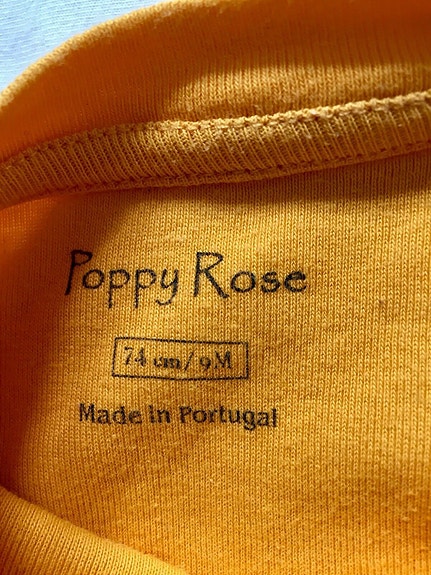 Poppy Rose
74 cm / 9M
Made in Portugal